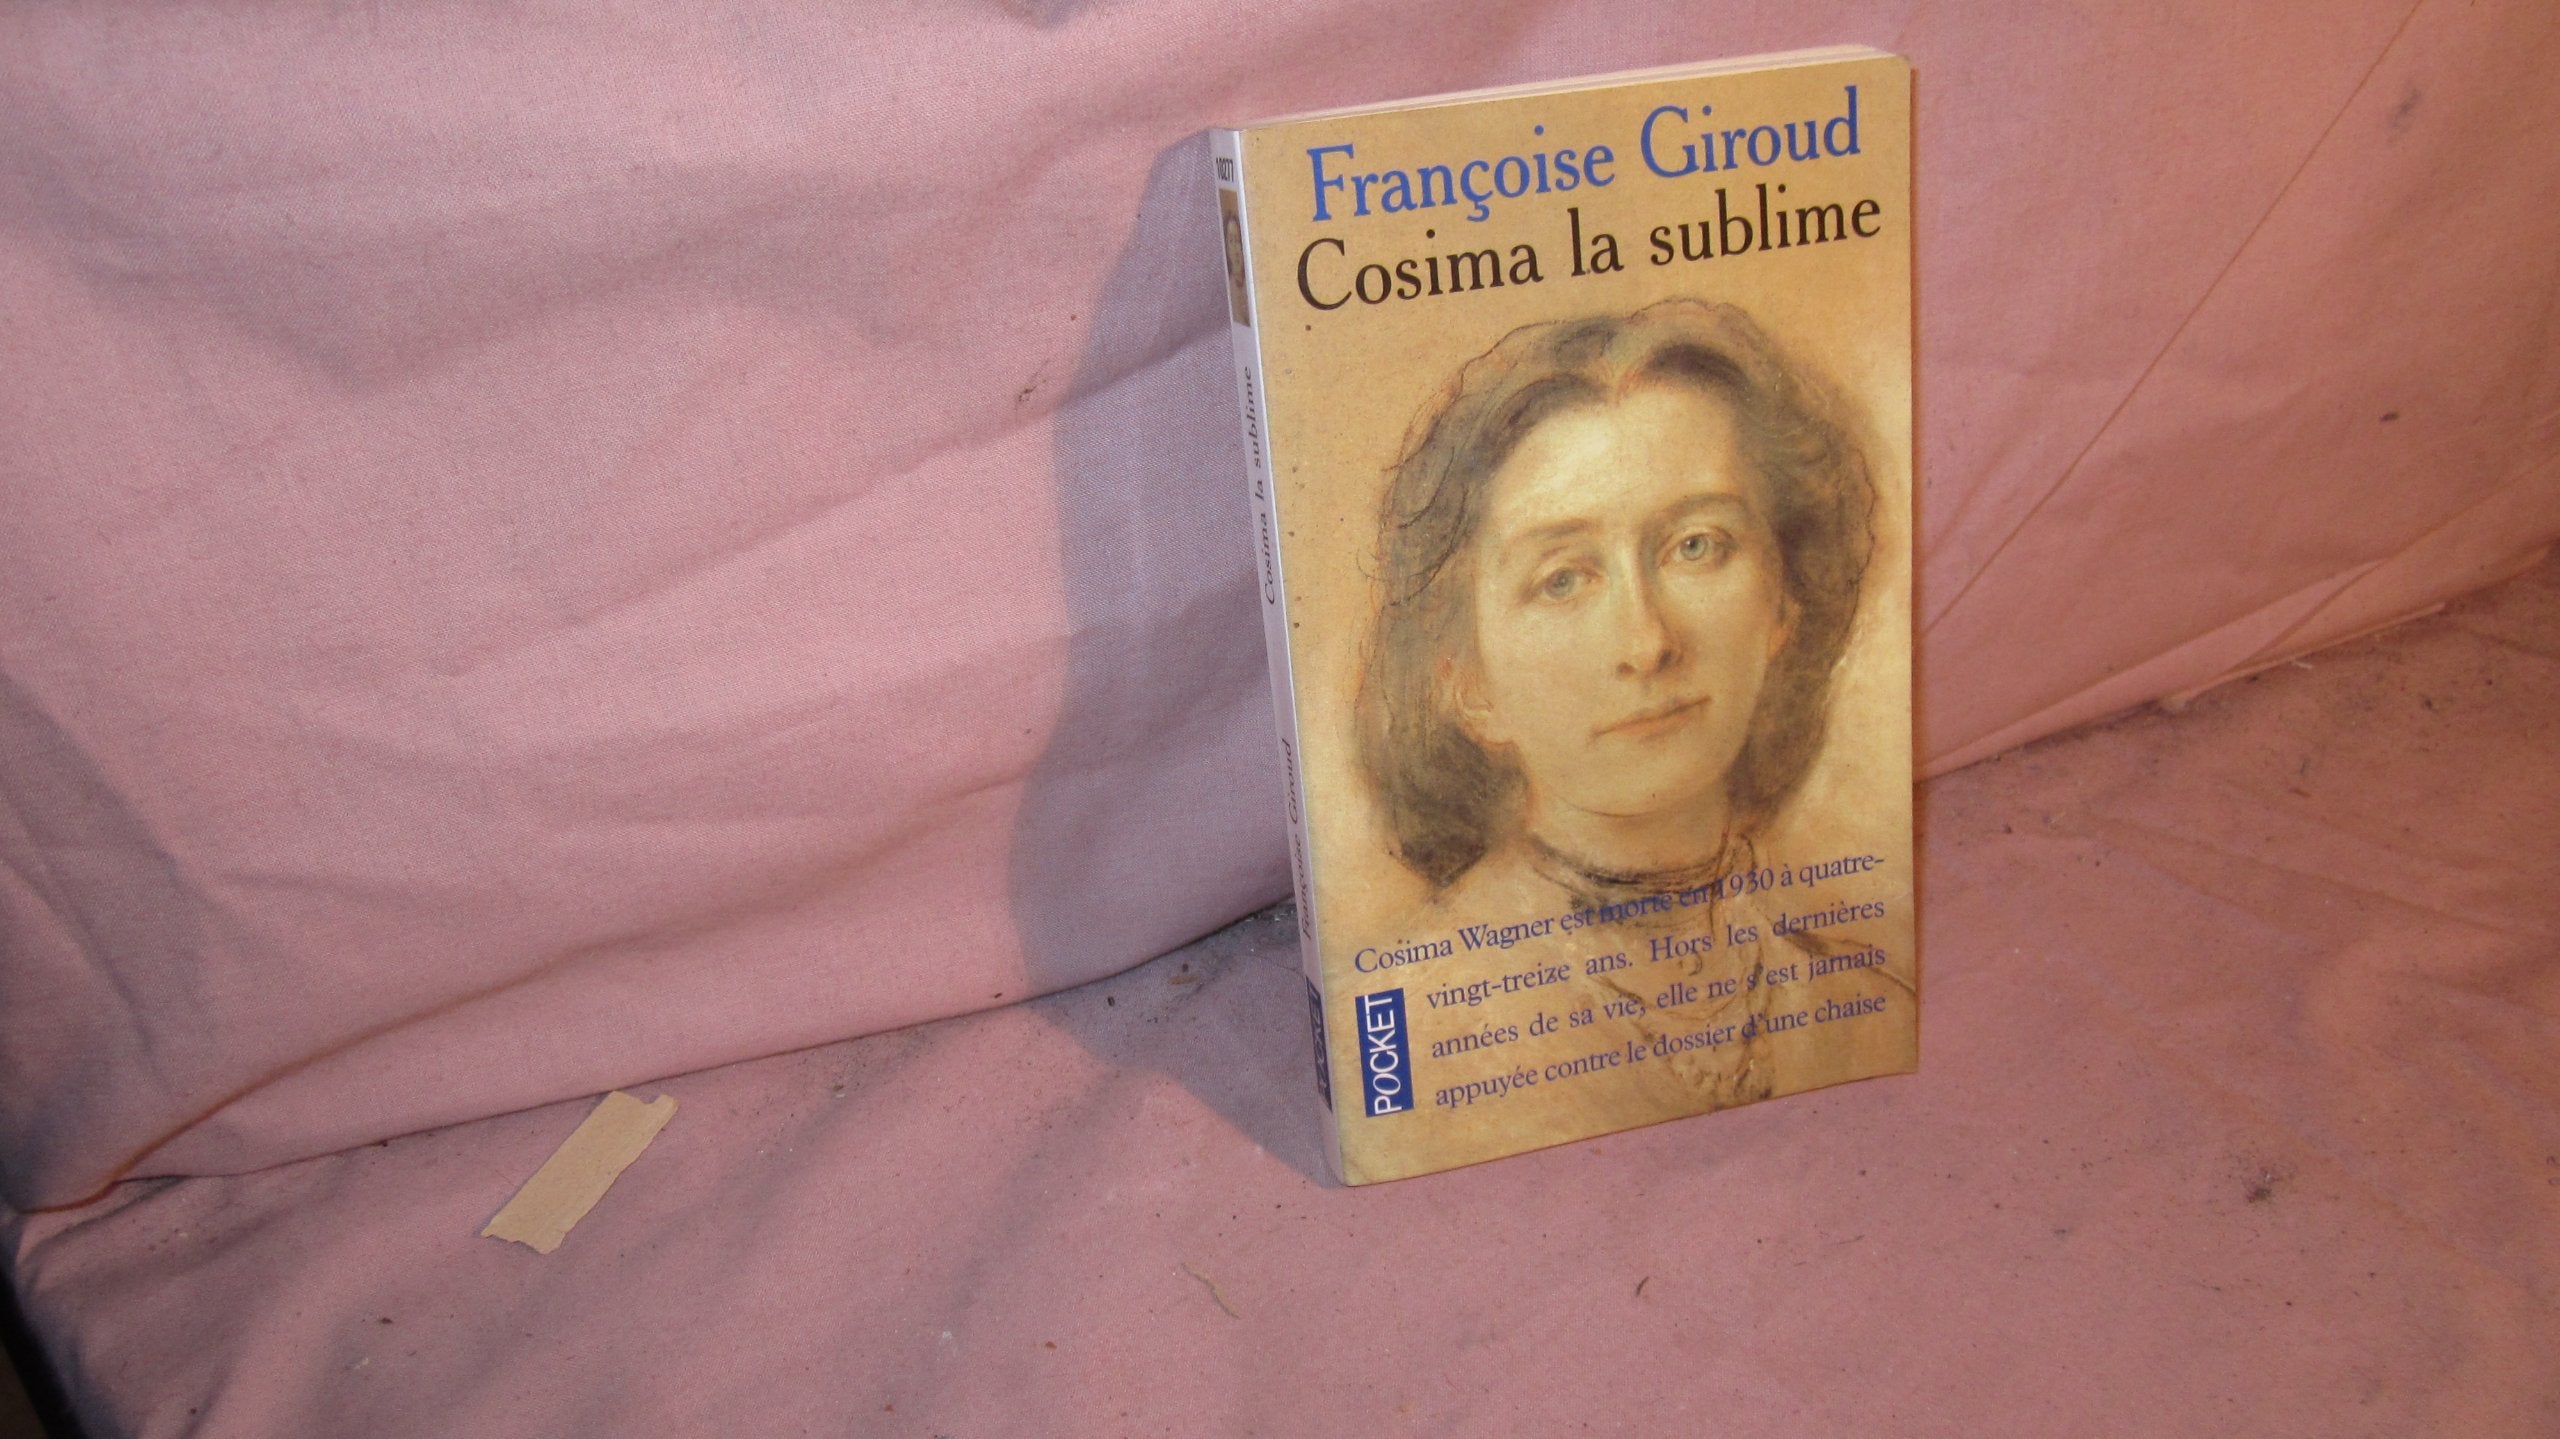 Françoise Giroud
Cosima la sublime
Cosima Wagner est morte en 1930 à quatre-
vingt-treize ans. Hors les dernières
années de sa vie, elle ne s'est jamais
appuyée contre le dossier d'une chaise
POCKET
10277
Cosima la sublime
Françoise Giroud
POCKET